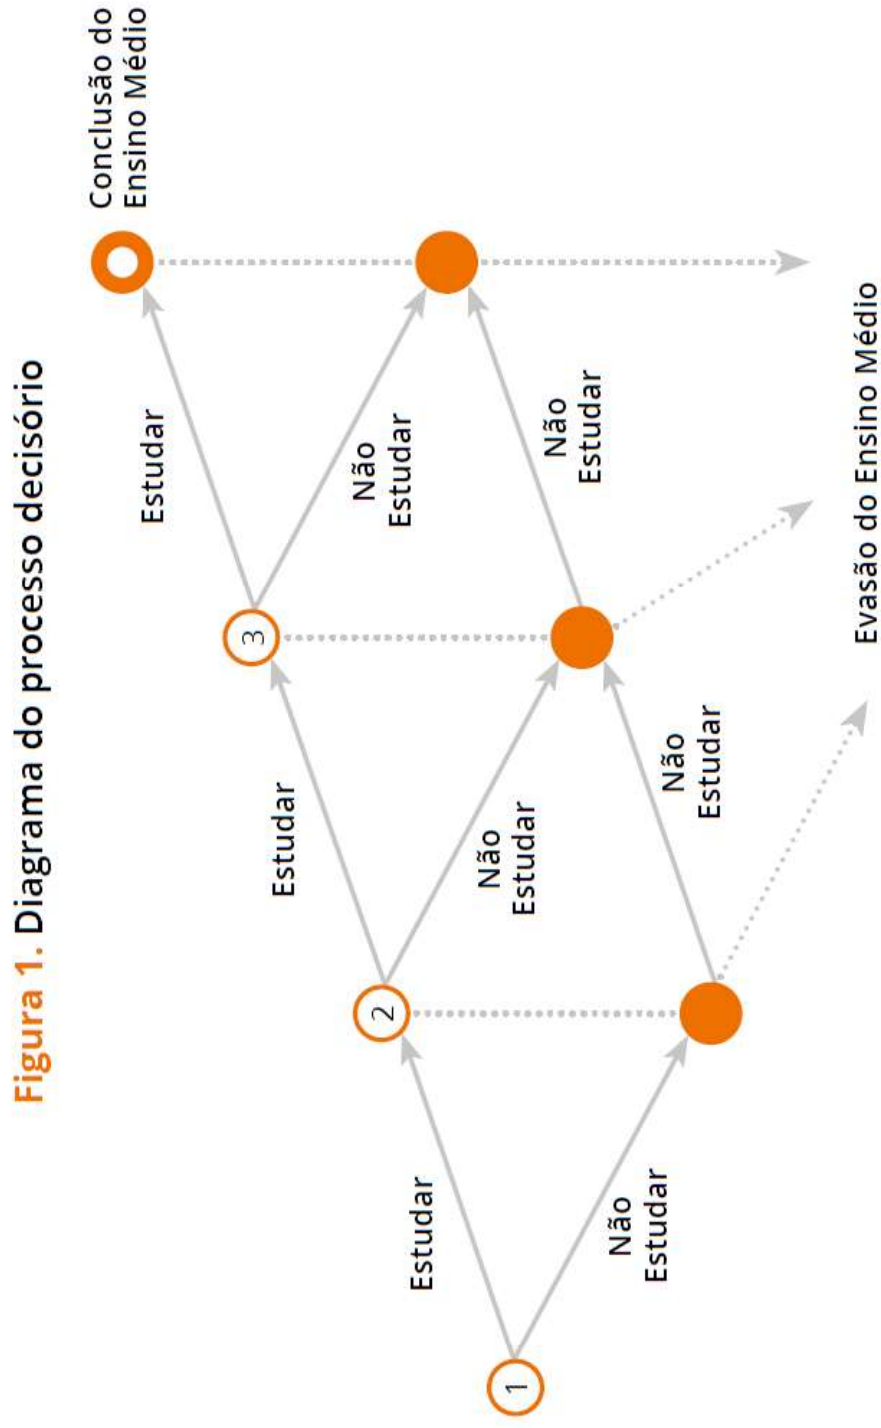 Figura 1. Diagrama do processo decisório
Conclusão do
Ensino Médio
Estudar
3
Não
Estudar
Estudar
2
Não
Estudar
Não
Estudar
Estudar
1
Não
Estudar
Não
Estudar
Evasão do Ensino Médio